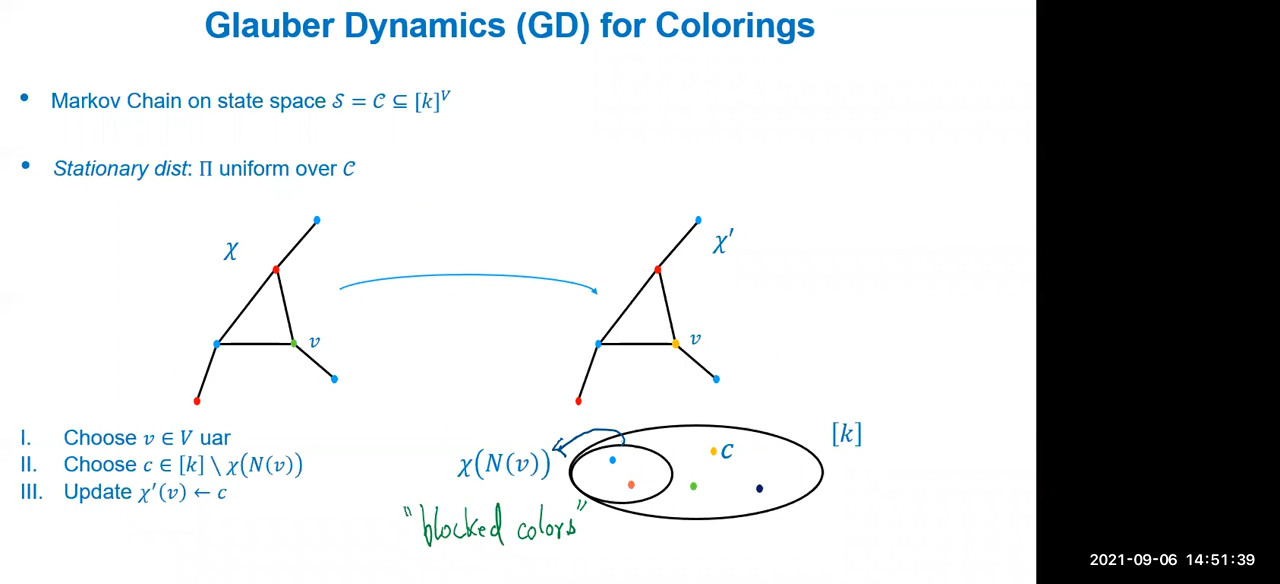 Glauber Dynamics (GD) for Colorings
• Markov Chain on state space 𝒮 = 𝒞 ⊆ [k]^V
• Stationary dist: Π uniform over 𝒞
χ
χ′
v
v
I. Choose v ∈ V uar
II. Choose c ∈ [k] \ χ(N(v))
III. Update χ′(v) ← c
[k]
c
χ(N(v))
"blocked colors"
2021-09-06 14:51:39